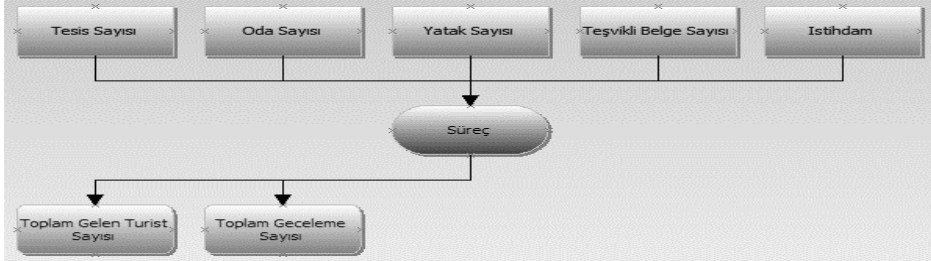 Tesis Sayısı
Oda Sayısı
Yatak Sayısı
Teşvikli Belge Sayısı
Istihdam
Süreç
Toplam Gelen Turist
Sayısı
Toplam Geceleme
Sayısı